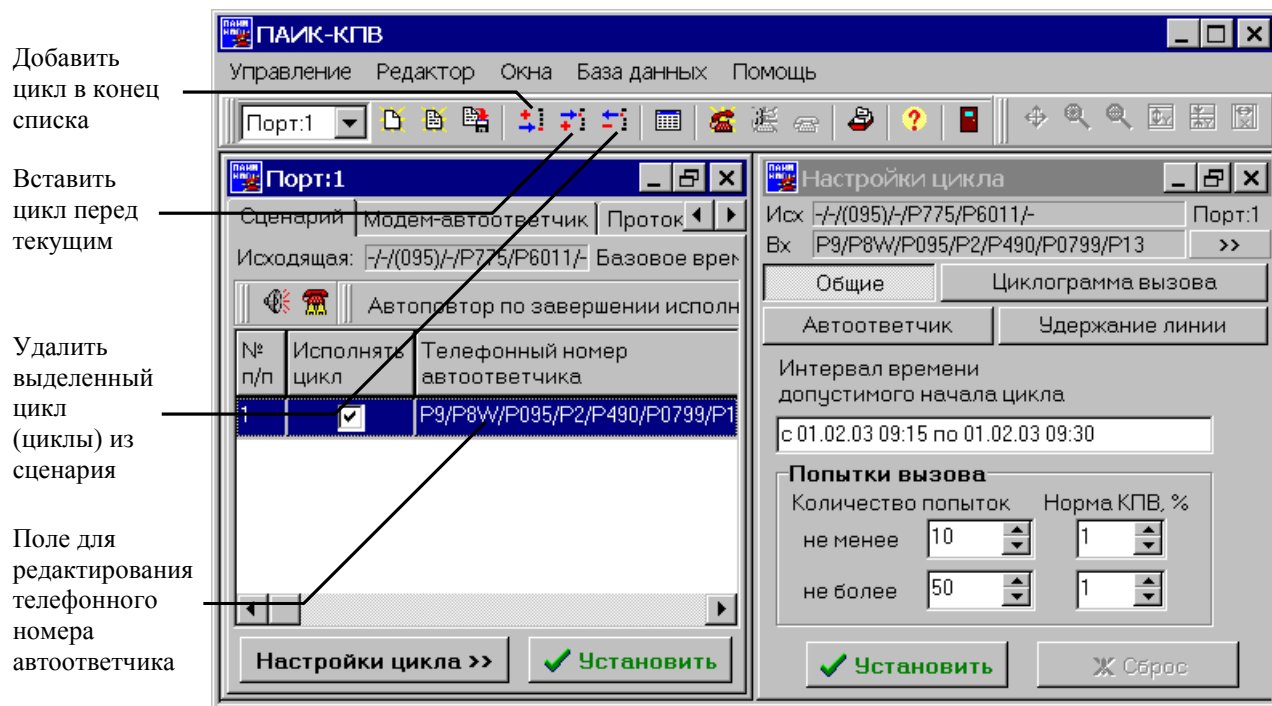 Добавить
цикл в конец
списка
Вставить
цикл перед
текущим
Удалить
выделенный
цикл
(циклы) из
сценария
Поле для
редактирования
телефонного
номера
автоответчика
ПАИК-КПВ
Управление Редактор Окна База данных Помощь
Порт:1
Порт:1
Сценарий Модем-автоответчик Проток
Исходящая: -/-/(095)/-/P775/P6011/- Базовое врем
Автоповтор по завершении исполн
№ п/п Исполнять цикл Телефонный номер автоответчика
1 P9/P8W/P095/P2/P490/P0799/P1
Настройки цикла >> Установить
Настройки цикла
Исх -/-/(095)/-/P775/P6011/- Порт:1
Вх P9/P8W/P095/P2/P490/P0799/P13 >>
Общие Циклограмма вызова
Автоответчик Удержание линии
Интервал времени
допустимого начала цикла
с 01.02.03 09:15 по 01.02.03 09:30
Попытки вызова
Количество попыток Норма КПВ, %
не менее 10 1
не более 50 1
Установить Сброс